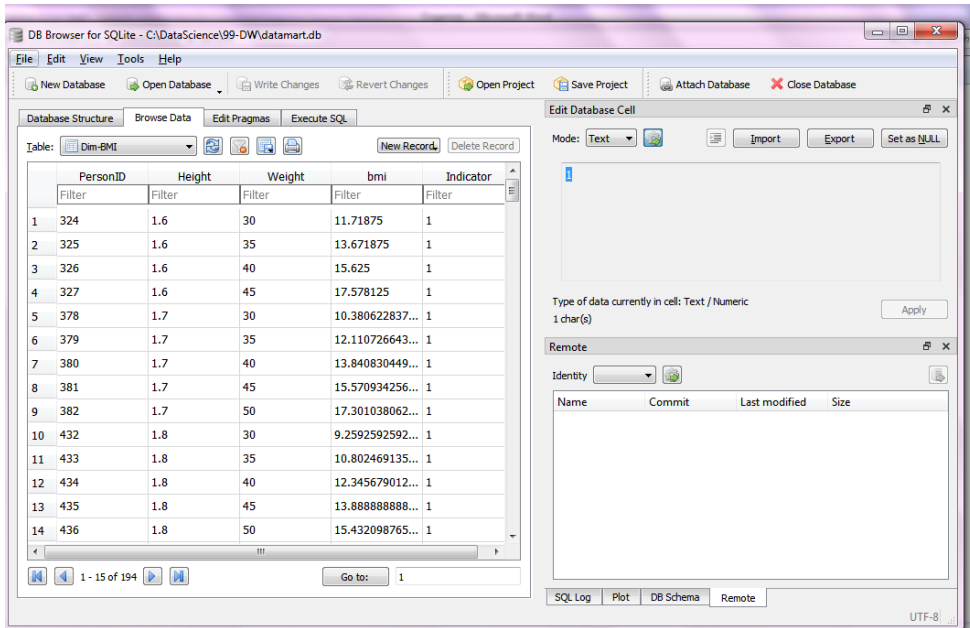 DB Browser for SQLite - C:\DataScience\99-DW\datamart.db
File Edit View Tools Help
New Database Open Database Write Changes Revert Changes Open Project Save Project Attach Database Close Database
Database Structure Browse Data Edit Pragmas Execute SQL
Table: Dim-BMI New Record Delete Record
PersonID Height Weight bmi Indicator
Filter Filter Filter Filter Filter
1 324 1.6 30 11.71875 1
2 325 1.6 35 13.671875 1
3 326 1.6 40 15.625 1
4 327 1.6 45 17.578125 1
5 378 1.7 30 10.380622837... 1
6 379 1.7 35 12.110726643... 1
7 380 1.7 40 13.840830449... 1
8 381 1.7 45 15.570934256... 1
9 382 1.7 50 17.301038062... 1
10 432 1.8 30 9.2592592592... 1
11 433 1.8 35 10.802469135... 1
12 434 1.8 40 12.345679012... 1
13 435 1.8 45 13.888888888... 1
14 436 1.8 50 15.432098765... 1
1 - 15 of 194 Go to: 1
Edit Database Cell
Mode: Text Import Export Set as NULL
1
Type of data currently in cell: Text / Numeric
1 char(s)
Apply
Remote
Identity
Name Commit Last modified Size
SQL Log Plot DB Schema Remote
UTF-8